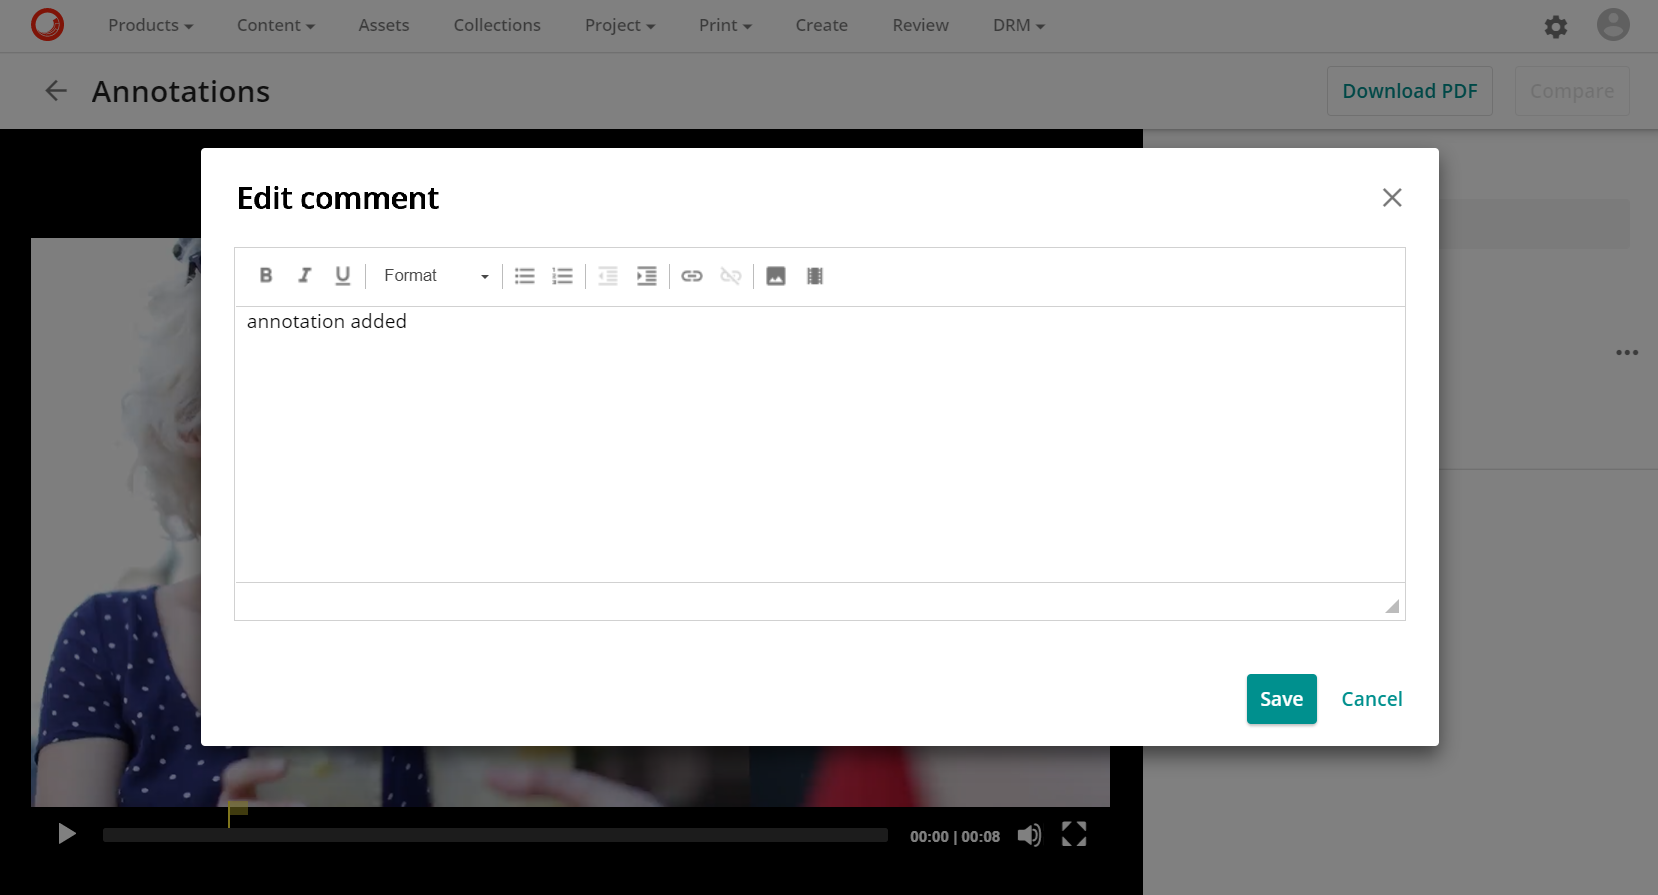 Products Content Assets Collections Project Print Create Review DRM
Annotations
Download PDF Compare
Edit comment
B I U Format
annotation added
Save Cancel
00:00 | 00:08